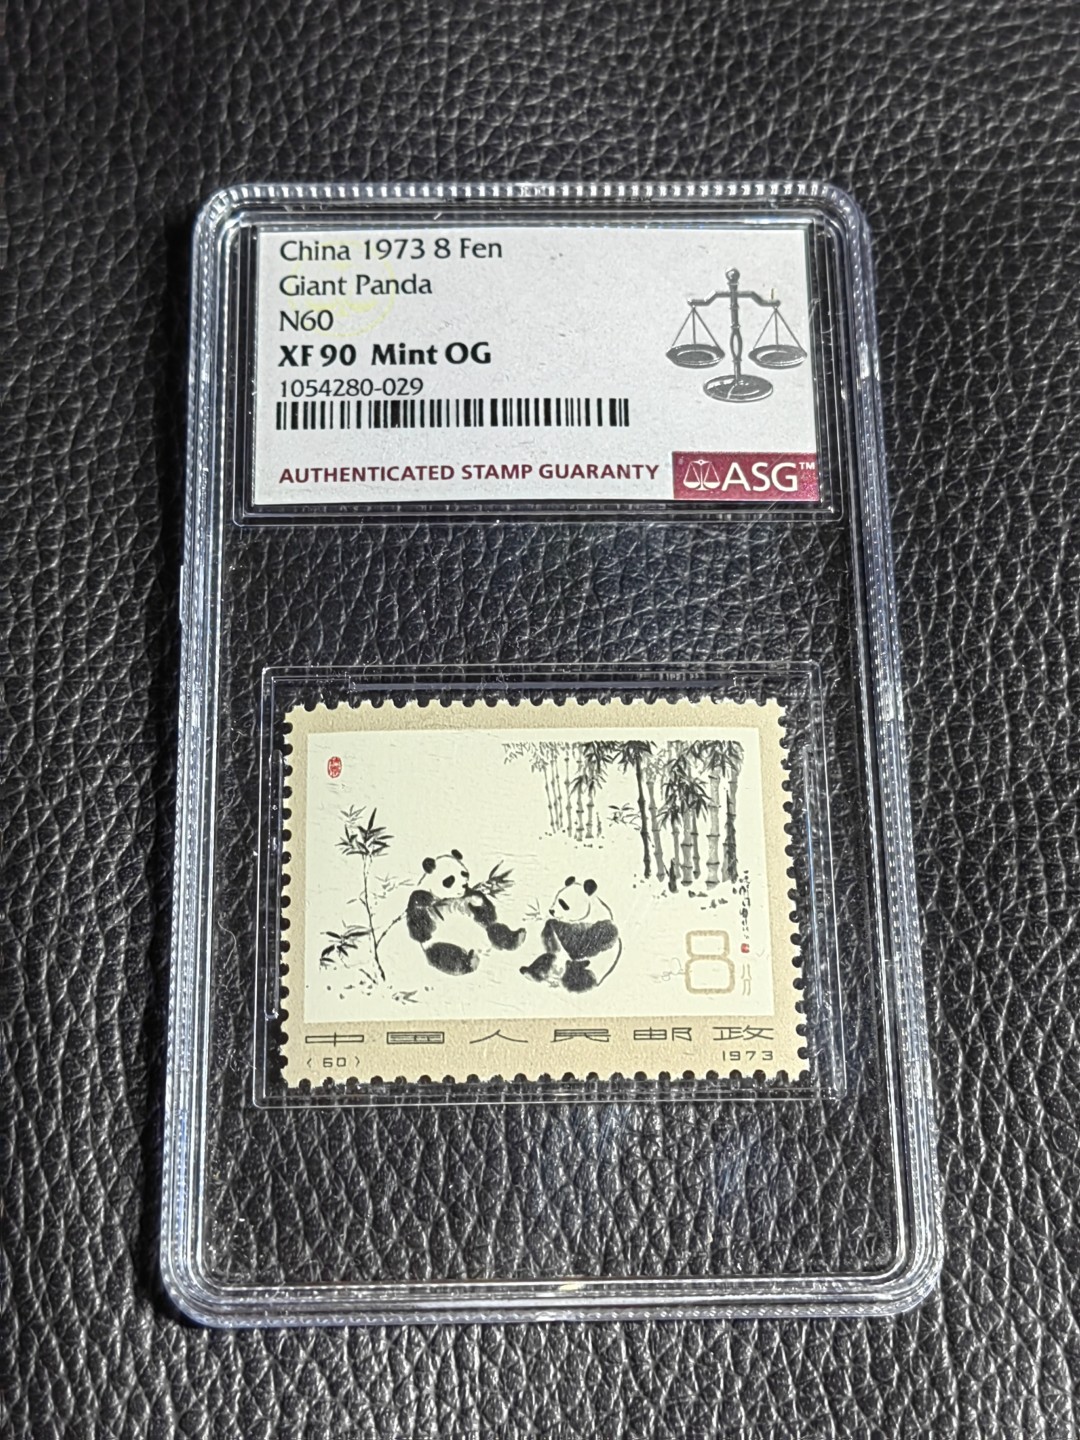 China 1973 8 Fen
Giant Panda
N60
XF 90 Mint OG
1054280-029
AUTHENTICATED STAMP GUARANTY
ASG™
8
八分
中国人民邮政
(60)
1973